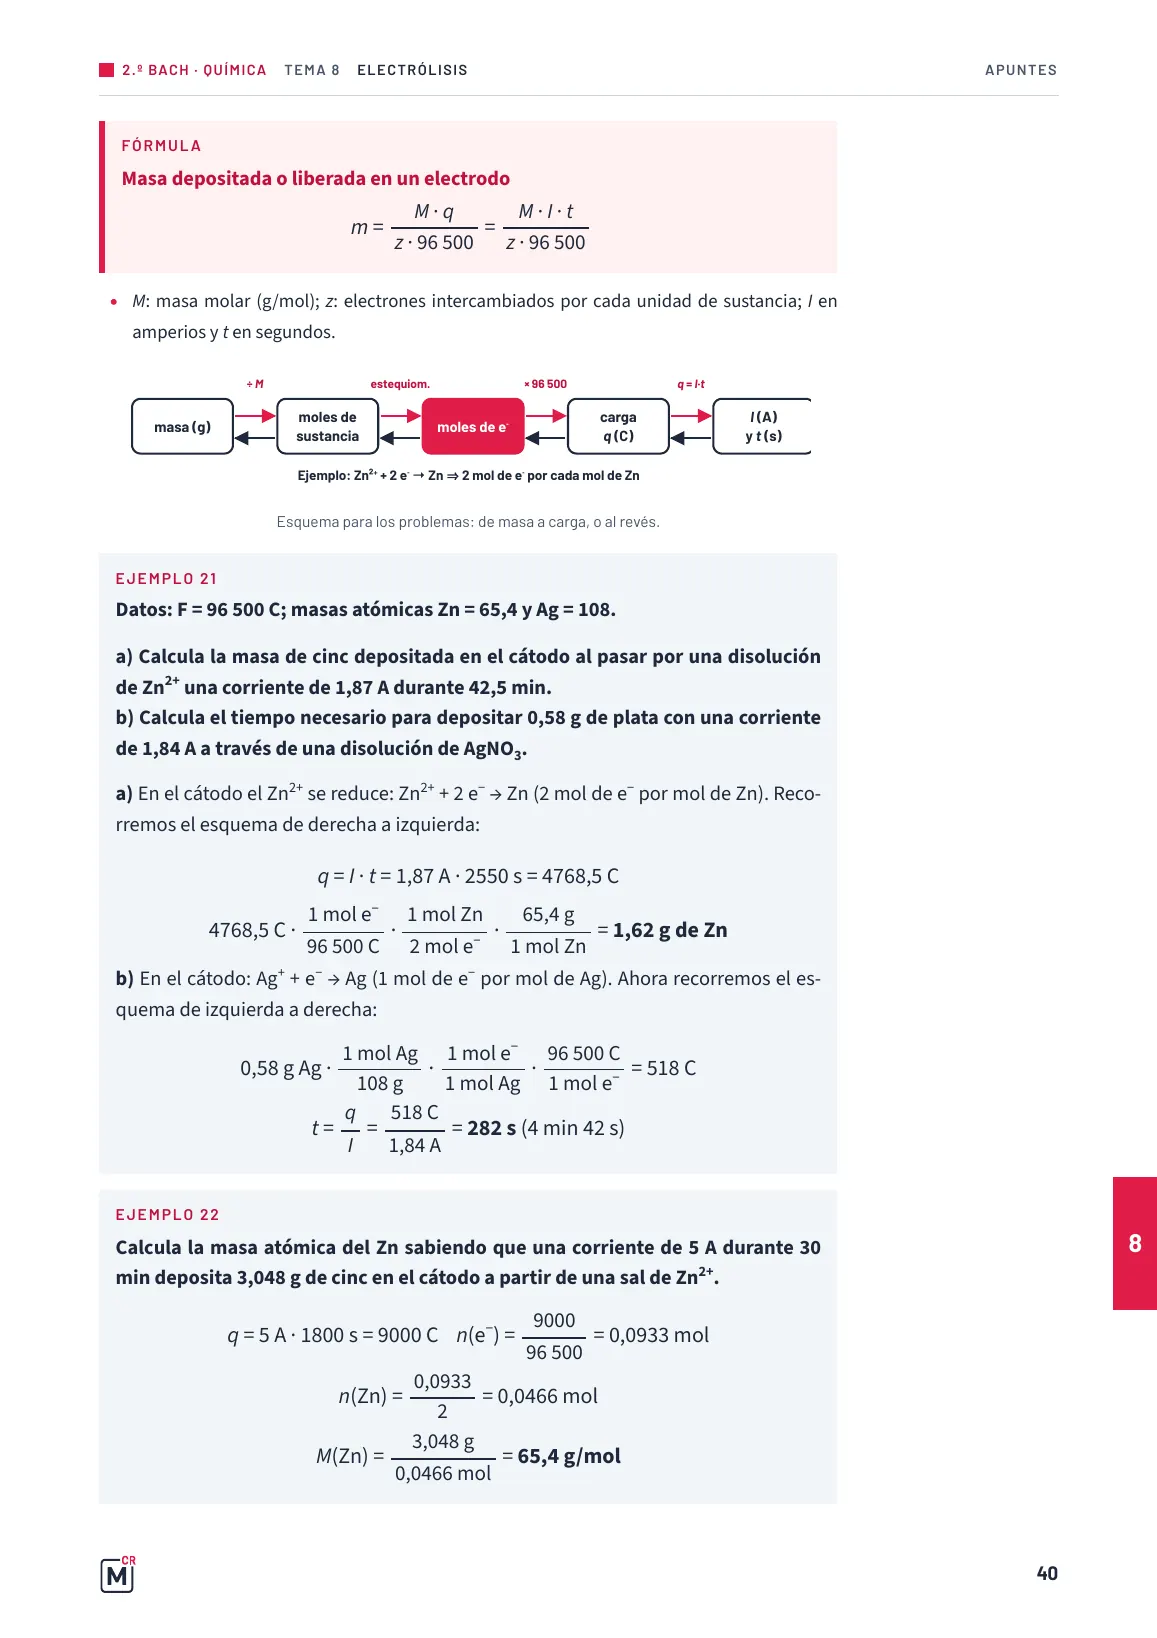 2.º BACH · QUÍMICA TEMA 8 ELECTRÓLISIS APUNTES
FÓRMULA
Masa depositada o liberada en un electrodo
m = M · q / z · 96 500 = M · I · t / z · 96 500
• M: masa molar (g/mol); z: electrones intercambiados por cada unidad de sustancia; I en
amperios y t en segundos.
÷ M estequiom. × 96 500 q = I·t
masa (g) moles de sustancia moles de e⁻ carga q (C) I (A) y t (s)
Ejemplo: Zn²⁺ + 2 e⁻ → Zn ⇒ 2 mol de e⁻ por cada mol de Zn
Esquema para los problemas: de masa a carga, o al revés.
EJEMPLO 21
Datos: F = 96 500 C; masas atómicas Zn = 65,4 y Ag = 108.
a) Calcula la masa de cinc depositada en el cátodo al pasar por una disolución
de Zn²⁺ una corriente de 1,87 A durante 42,5 min.
b) Calcula el tiempo necesario para depositar 0,58 g de plata con una corriente
de 1,84 A a través de una disolución de AgNO₃.
a) En el cátodo el Zn²⁺ se reduce: Zn²⁺ + 2 e⁻ → Zn (2 mol de e⁻ por mol de Zn). Reco-
rremos el esquema de derecha a izquierda:
q = I · t = 1,87 A · 2550 s = 4768,5 C
4768,5 C · 1 mol e⁻ / 96 500 C · 1 mol Zn / 2 mol e⁻ · 65,4 g / 1 mol Zn = 1,62 g de Zn
b) En el cátodo: Ag⁺ + e⁻ → Ag (1 mol de e⁻ por mol de Ag). Ahora recorremos el es-
quema de izquierda a derecha:
0,58 g Ag · 1 mol Ag / 108 g · 1 mol e⁻ / 1 mol Ag · 96 500 C / 1 mol e⁻ = 518 C
t = q / I = 518 C / 1,84 A = 282 s (4 min 42 s)
EJEMPLO 22
Calcula la masa atómica del Zn sabiendo que una corriente de 5 A durante 30
min deposita 3,048 g de cinc en el cátodo a partir de una sal de Zn²⁺.
q = 5 A · 1800 s = 9000 C n(e⁻) = 9000 / 96 500 = 0,0933 mol
n(Zn) = 0,0933 / 2 = 0,0466 mol
M(Zn) = 3,048 g / 0,0466 mol = 65,4 g/mol
8
M CR
40